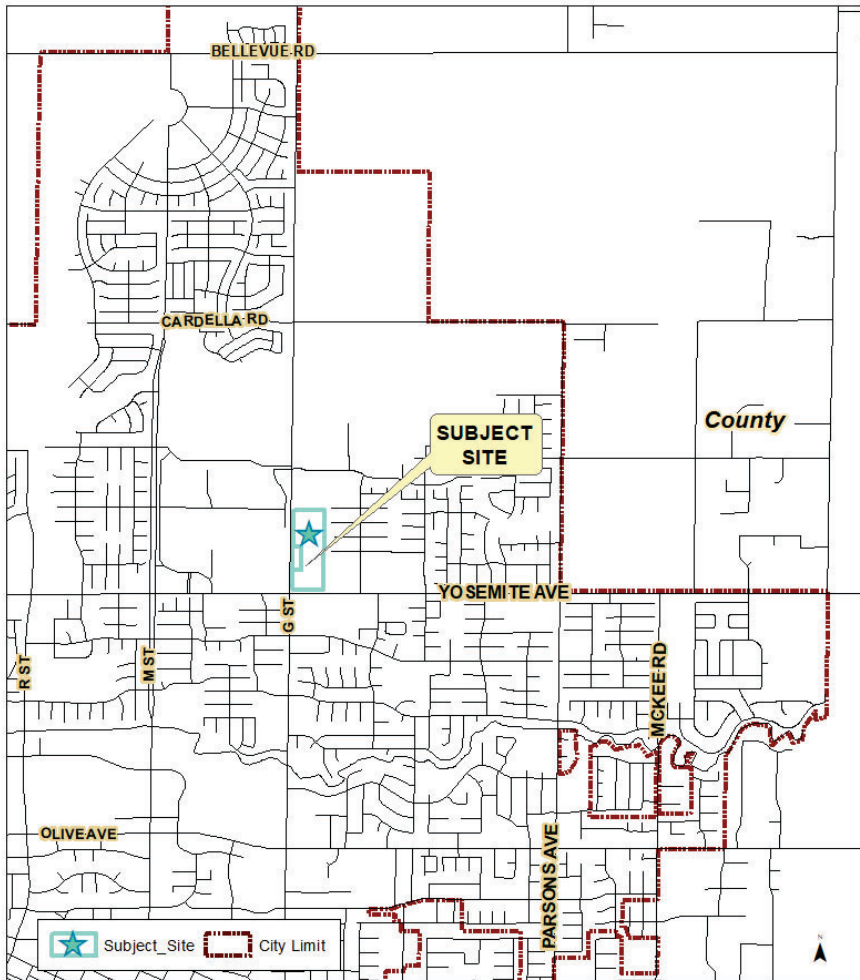 BELLEVUE RD
CARDELLA RD
SUBJECT
SITE
County
YOSEMITE AVE
G ST
R ST
M ST
MCKEE RD
OLIVE AVE
PARSONS AVE
Subject_Site
City Limit
N